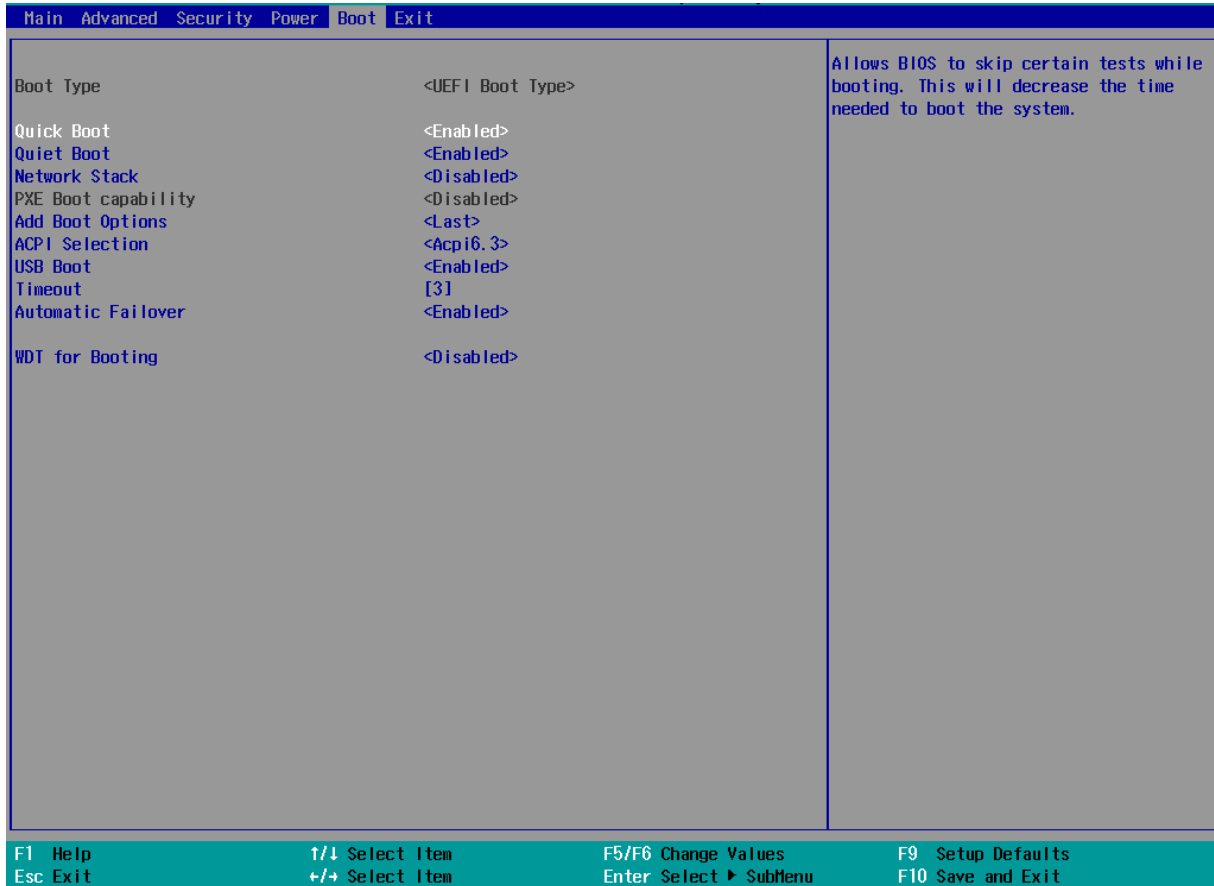 Main Advanced Security Power Boot Exit
Boot Type <UEFI Boot Type>
Quick Boot <Enabled>
Quiet Boot <Enabled>
Network Stack <Disabled>
PXE Boot capability <Disabled>
Add Boot Options <Last>
ACPI Selection <Acpi6.3>
USB Boot <Enabled>
Timeout [3]
Automatic Failover <Enabled>
WDT for Booting <Disabled>
Allows BIOS to skip certain tests while
booting. This will decrease the time
needed to boot the system.
F1 Help ↑/↓ Select Item F5/F6 Change Values F9 Setup Defaults
Esc Exit ←/→ Select Item Enter Select ▶ SubMenu F10 Save and Exit